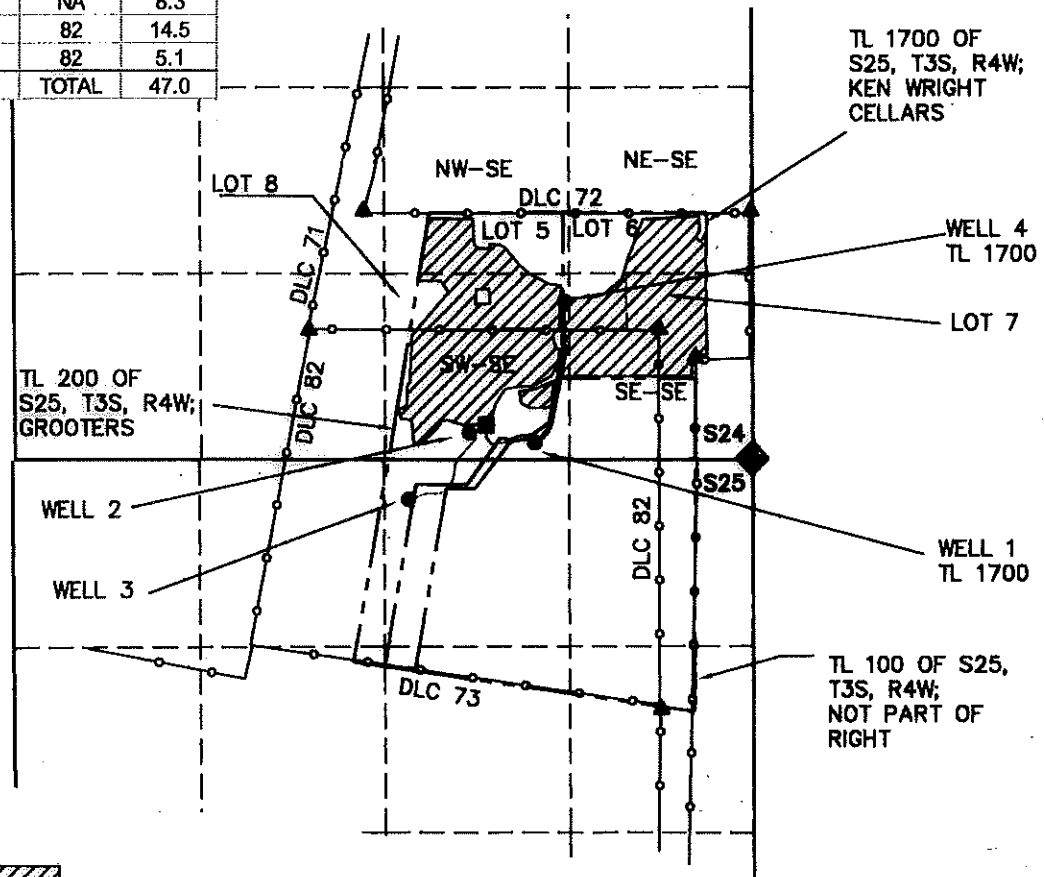 NA 8.3
82 14.5
82 5.1
TOTAL 47.0
TL 1700 OF
S25, T3S, R4W;
KEN WRIGHT
CELLARS
NW-SE
NE-SE
LOT 8
DLC 72
LOT 5
LOT 6
WELL 4
TL 1700
DLC 71
LOT 7
SW-SE
SE-SE
TL 200 OF
S25, T3S, R4W;
GROOTERS
DLC 82
S24
S25
WELL 2
DLC 82
WELL 1
TL 1700
WELL 3
TL 100 OF S25,
T3S, R4W;
NOT PART OF
RIGHT
DLC 73